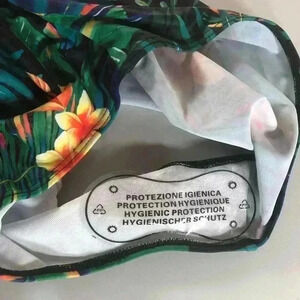 PROTEZIONE IGIENICA
PROTECTION HYGIENIQUE
HYGIENIC PROTECTION
HYGIENISCHER SCHUTZ